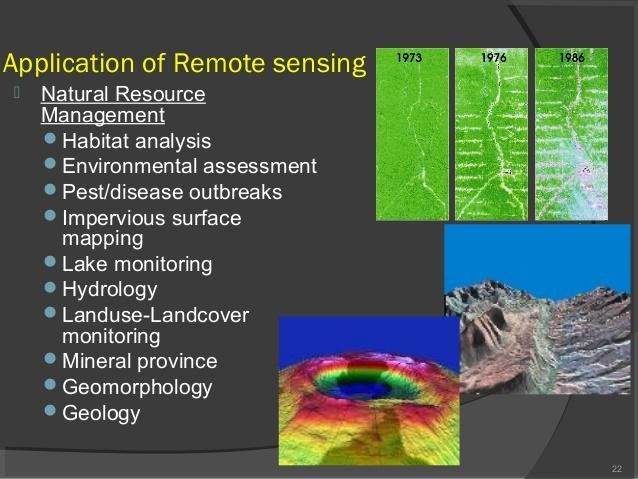 Application of Remote sensing
Natural Resource
Management
Habitat analysis
Environmental assessment
Pest/disease outbreaks
Impervious surface
mapping
Lake monitoring
Hydrology
Landuse-Landcover
monitoring
Mineral province
Geomorphology
Geology
1973 1976 1986
22